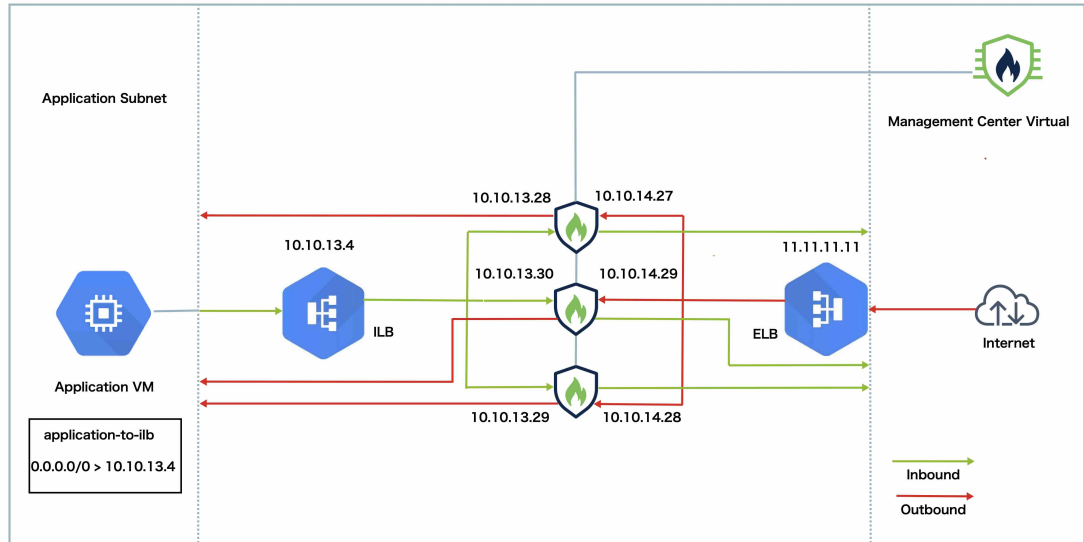 Application Subnet
Management Center Virtual
10.10.13.28
10.10.14.27
10.10.13.4
11.11.11.11
10.10.13.30
10.10.14.29
ILB
ELB
Internet
Application VM
10.10.13.29
10.10.14.28
application-to-ilb
0.0.0.0/0 > 10.10.13.4
Inbound
Outbound